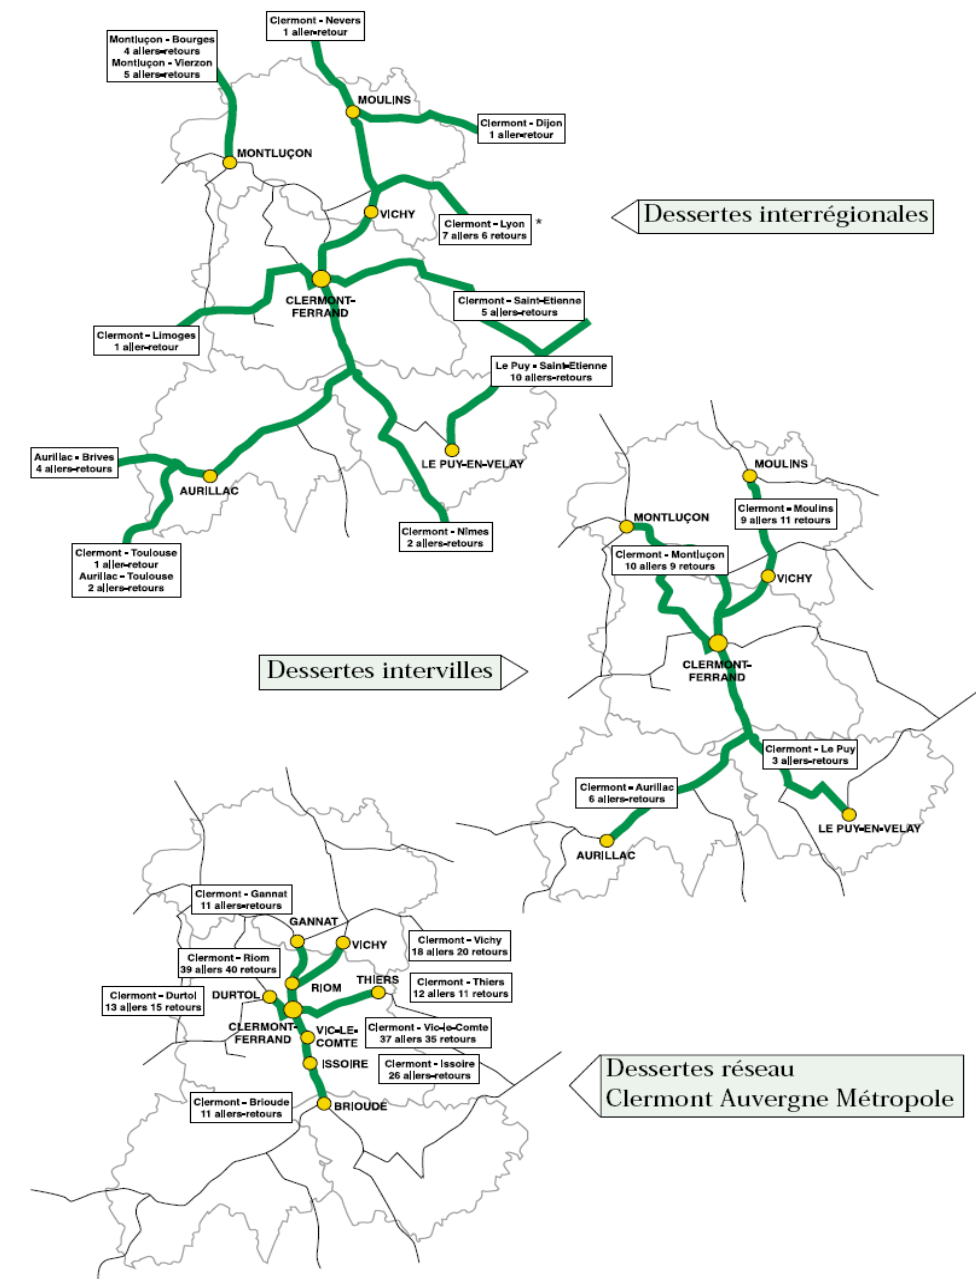 Clermont - Nevers
1 aller-retour
Montluçon - Bourges
4 allers-retours
Montluçon - Vierzon
5 allers-retours
MOULINS
Clermont - Dijon
1 aller-retour
MONTLUÇON
VICHY
Clermont - Lyon *
7 allers 6 retours
Dessertes interrégionales
CLERMONT-
FERRAND
Clermont - Saint-Etienne
5 allers-retours
Clermont - Limoges
1 aller-retour
Le Puy - Saint-Etienne
10 allers-retours
Aurillac - Brives
4 allers-retours
AURILLAC
LE PUY-EN-VELAY
Clermont - Nîmes
2 allers-retours
Clermont - Toulouse
1 aller-retour
Aurillac - Toulouse
2 allers-retours
MOULINS
Clermont - Moulins
9 allers 11 retours
MONTLUÇON
Clermont - Montluçon
10 allers 9 retours
VICHY
Dessertes intervilles
CLERMONT-
FERRAND
Clermont - Le Puy
3 allers-retours
Clermont - Aurillac
6 allers-retours
LE PUY-EN-VELAY
AURILLAC
Clermont - Gannat
11 allers-retours
GANNAT
VICHY
Clermont - Vichy
18 allers 20 retours
Clermont - Riom
39 allers 40 retours
RIOM
THIERS
Clermont - Thiers
12 allers 11 retours
Clermont - Durtol
13 allers 15 retours
DURTOL
CLERMONT-
FERRAND
VIC-LE-
COMTE
Clermont - Vic-le-Comte
37 allers 35 retours
ISSOIRE
Clermont - Issoire
26 allers-retours
Clermont - Brioude
11 allers-retours
BRIOUDE
Dessertes réseau
Clermont Auvergne Métropole